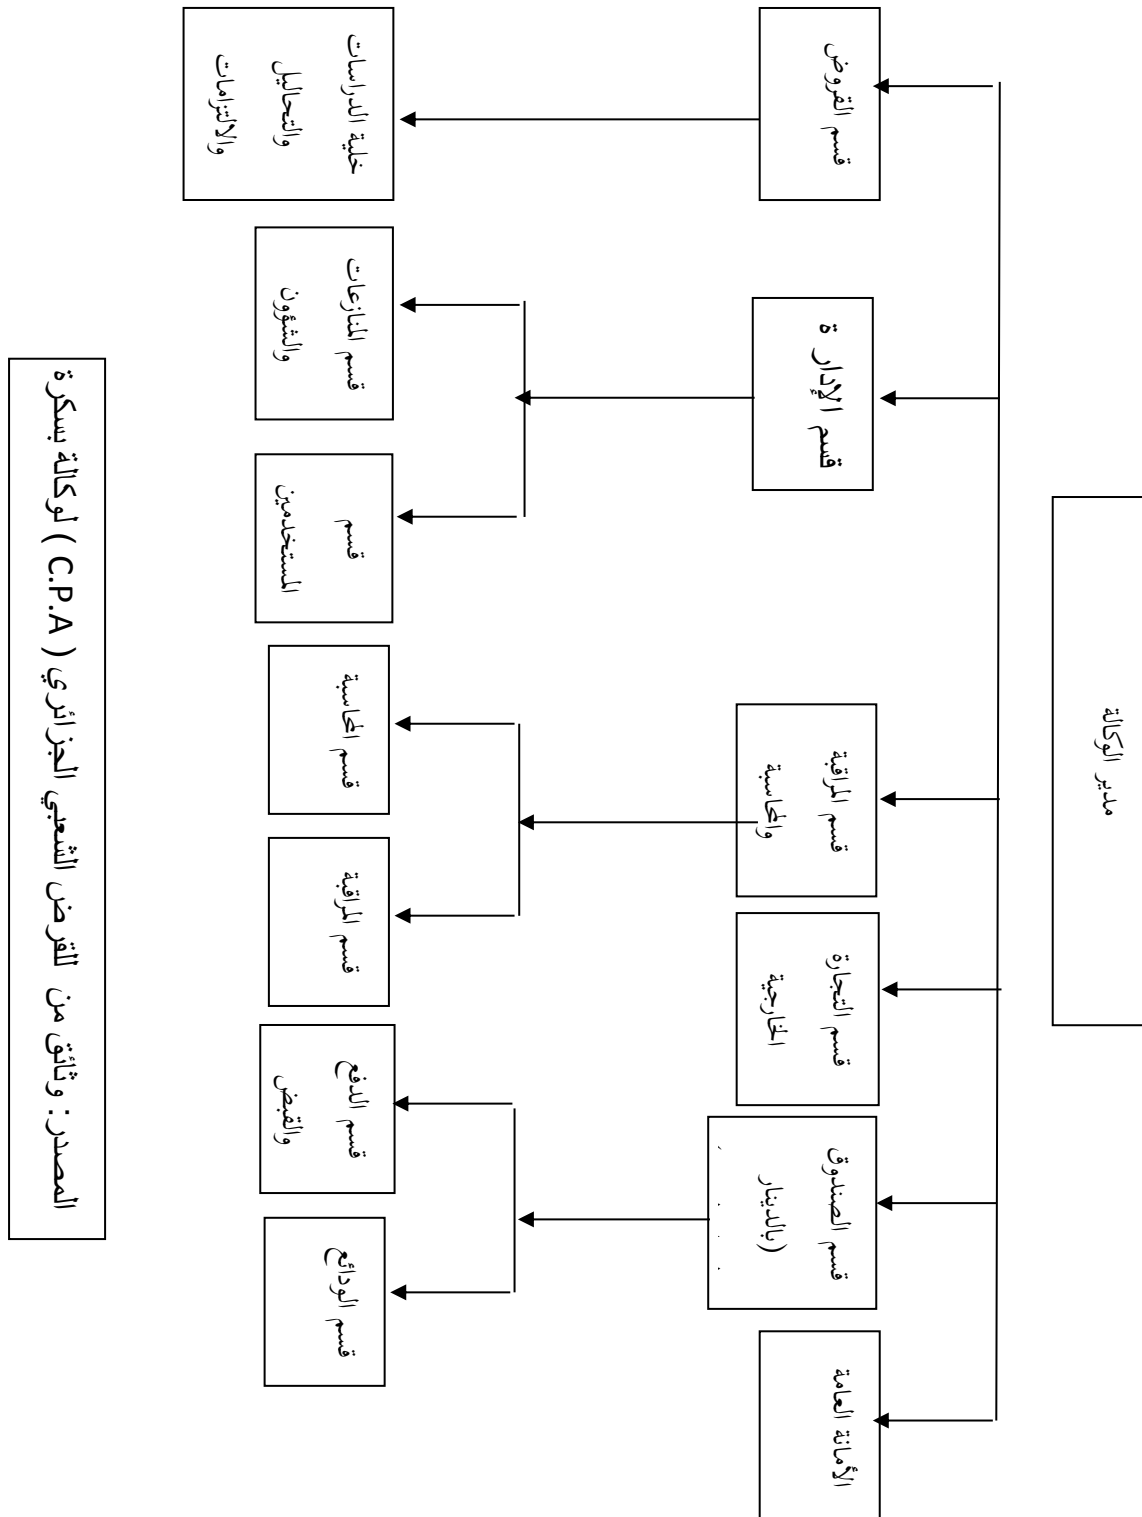 مدير الوكالة
الأمانة العامة
قسم الصندوق
(بالدينار
قسم التجارة
الخارجية
قسم المراقبة
والمحاسبة
قسم الإدار ة
قسم القروض
قسم الودائع
قسم الدفع
والقبض
قسم المراقبة
قسم المحاسبة
قسم
المستخدمين
قسم المنازعات
والشؤون
خلية الدراسات
والتحاليل
والالتزامات
المصدر : وثائق من للقرض الشعبي الجزائري ( C.P.A ) لوكالة بسكرة